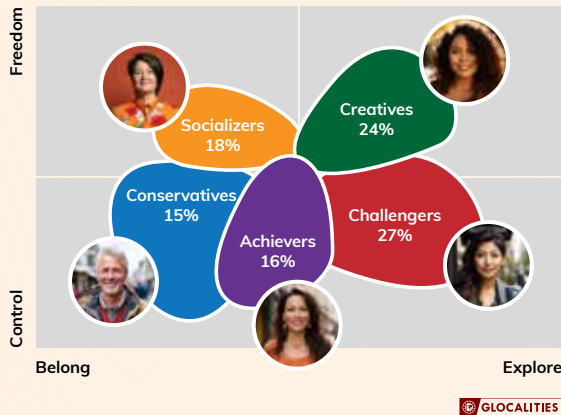 Freedom
Socializers
18%
Creatives
24%
Conservatives
15%
Achievers
16%
Challengers
27%
Control
Belong
Explore
GLOCALITIES